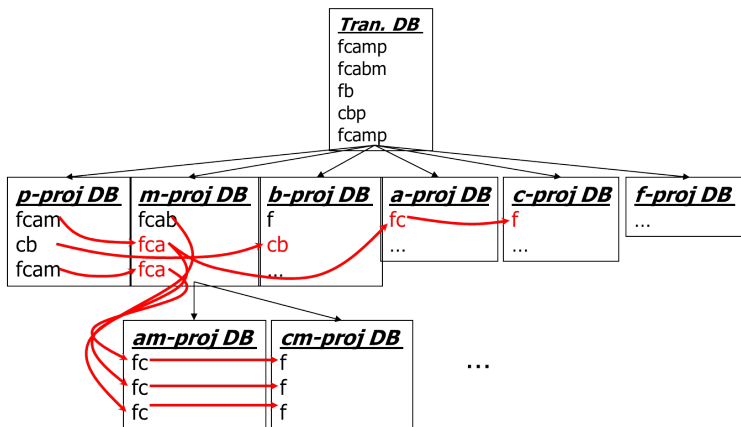 Tran. DB
fcamp
fcabm
fb
cbp
fcamp
p-proj DB
fcam
cb
fcam
m-proj DB
fcab
fca
fca
b-proj DB
f
cb
...
a-proj DB
fc
...
c-proj DB
f
...
f-proj DB
...
am-proj DB
fc
fc
fc
cm-proj DB
f
f
f
...